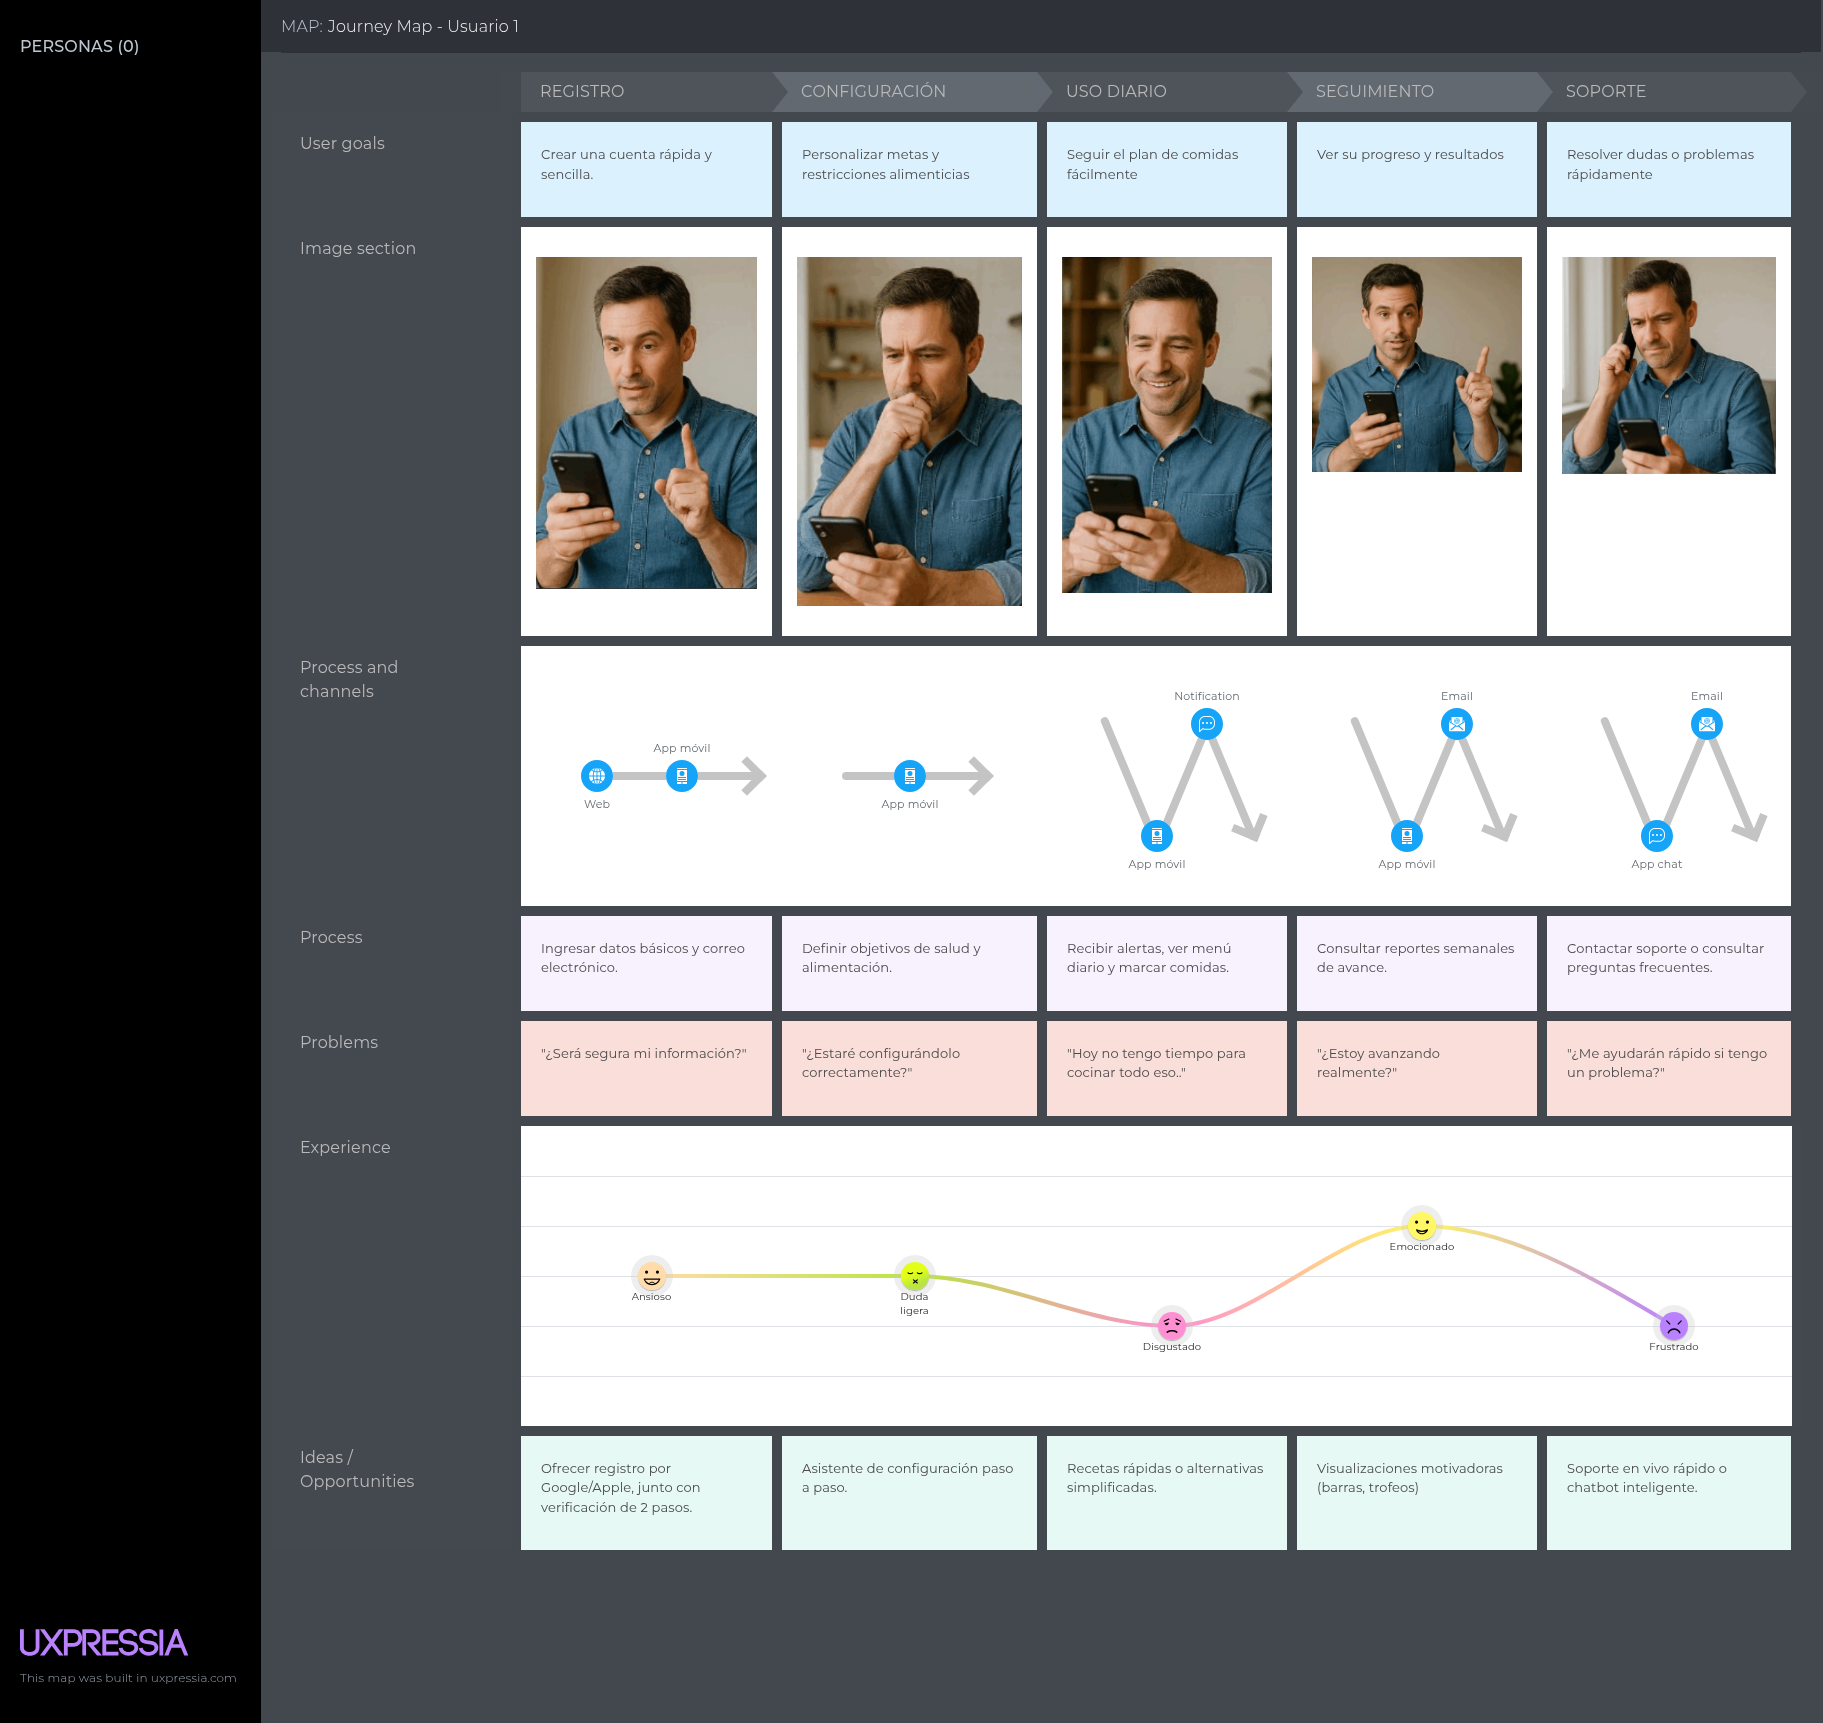 PERSONAS (0)
MAP: Journey Map - Usuario 1
REGISTRO
CONFIGURACIÓN
USO DIARIO
SEGUIMIENTO
SOPORTE
User goals
Crear una cuenta rápida y
sencilla.
Personalizar metas y
restricciones alimenticias
Seguir el plan de comidas
fácilmente
Ver su progreso y resultados
Resolver dudas o problemas
rápidamente
Image section
Process and
channels
Web
App móvil
App móvil
App móvil
Notification
App móvil
Email
App chat
Email
Process
Ingresar datos básicos y correo
electrónico.
Definir objetivos de salud y
alimentación.
Recibir alertas, ver menú
diario y marcar comidas.
Consultar reportes semanales
de avance.
Contactar soporte o consultar
preguntas frecuentes.
Problems
"¿Será segura mi información?"
"¿Estaré configurándolo
correctamente?"
"Hoy no tengo tiempo para
cocinar todo eso.."
"¿Estoy avanzando
realmente?"
"¿Me ayudarán rápido si tengo
un problema?"
Experience
Ansioso
Duda
ligera
Disgustado
Emocionado
Frustrado
Ideas /
Opportunities
Ofrecer registro por
Google/Apple, junto con
verificación de 2 pasos.
Asistente de configuración paso
a paso.
Recetas rápidas o alternativas
simplificadas.
Visualizaciones motivadoras
(barras, trofeos)
Soporte en vivo rápido o
chatbot inteligente.
UXPRESSIA
This map was built in uxpressia.com